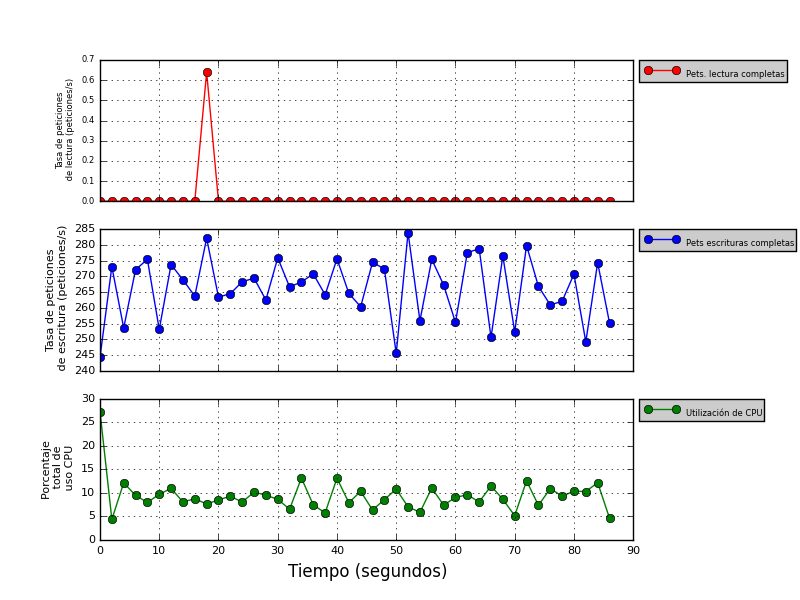 0.7
0.6
0.5
0.4
0.3
0.2
0.1
0.0
Tasa de peticiones
de lectura (peticiones/s)
Pets. lectura completas
285
280
275
270
265
260
255
250
245
240
Tasa de peticiones
de escritura (peticiones/s)
Pets escrituras completas
30
25
20
15
10
5
0
Porcentaje
total de
uso CPU
Utilización de CPU
0 10 20 30 40 50 60 70 80 90
Tiempo (segundos)